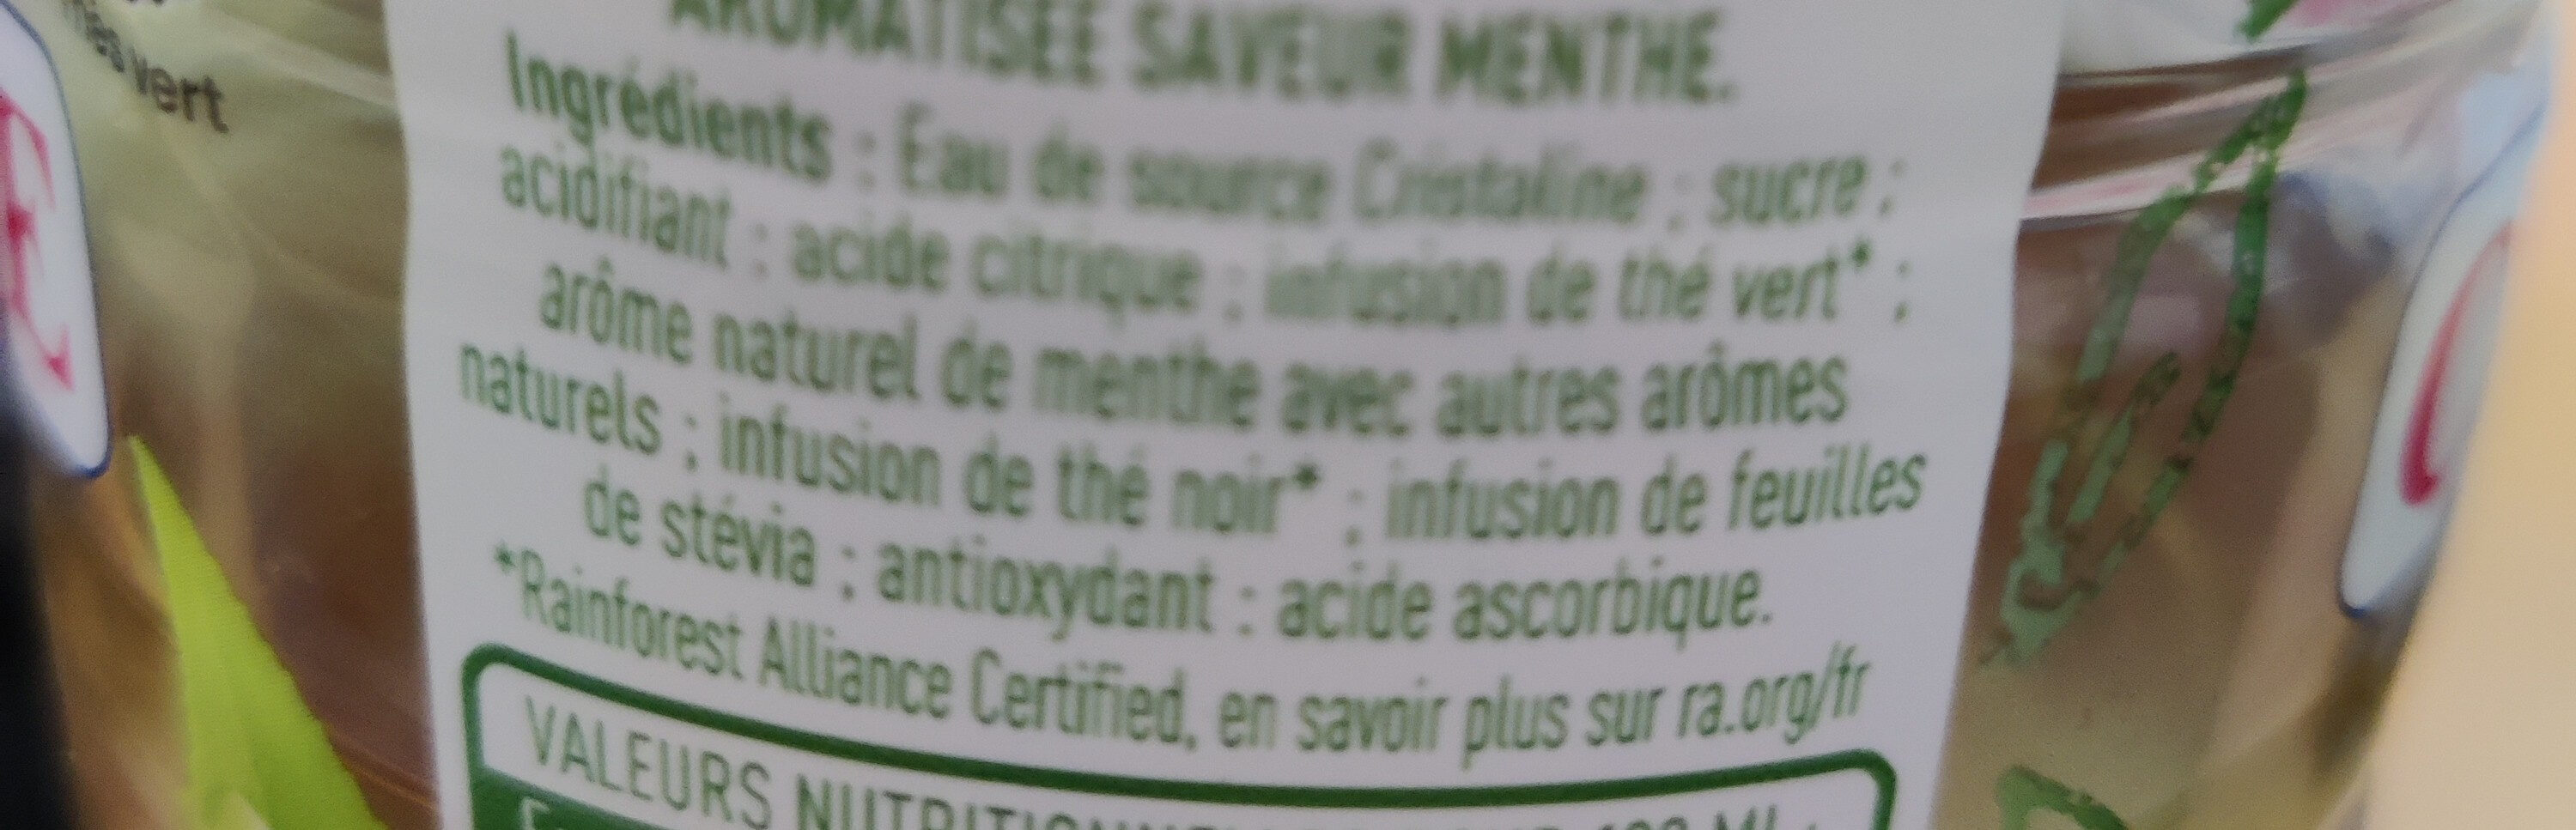 vert
E
AROMATISÉE SAVEUR MENTHE.
Ingrédients : Eau de source Cristaline ; sucre ;
acidifiant : acide citrique ; infusion de thé vert* ;
arôme naturel de menthe avec autres arômes
naturels ; infusion de thé noir* ; infusion de feuilles
de stévia ; antioxydant : acide ascorbique.
*Rainforest Alliance Certified, en savoir plus sur ra.org/fr
VALEURS NUTRITIONNELLES